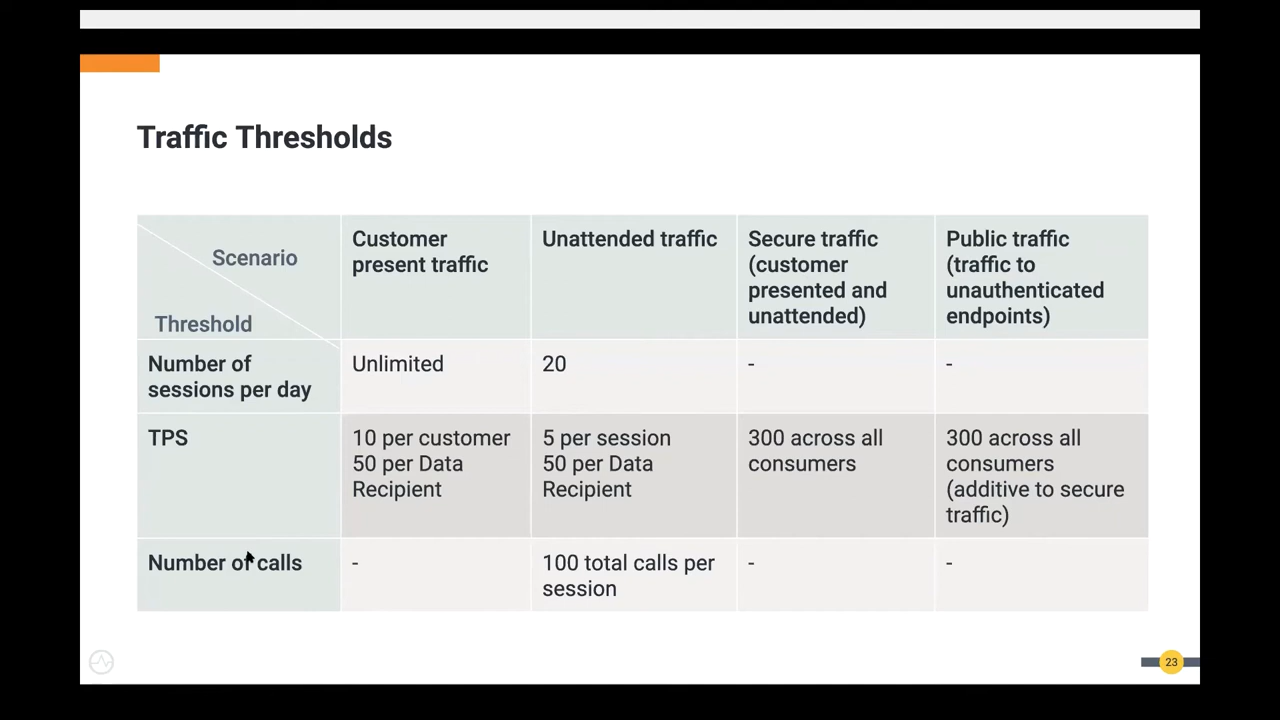 Traffic Thresholds
Scenario
Threshold
Customer
present traffic
Unattended traffic
Secure traffic
(customer
presented and
unattended)
Public traffic
(traffic to
unauthenticated
endpoints)
Number of
sessions per day
Unlimited
20
-
-
TPS
10 per customer
50 per Data
Recipient
5 per session
50 per Data
Recipient
300 across all
consumers
300 across all
consumers
(additive to secure
traffic)
Number of calls
-
100 total calls per
session
-
-
23